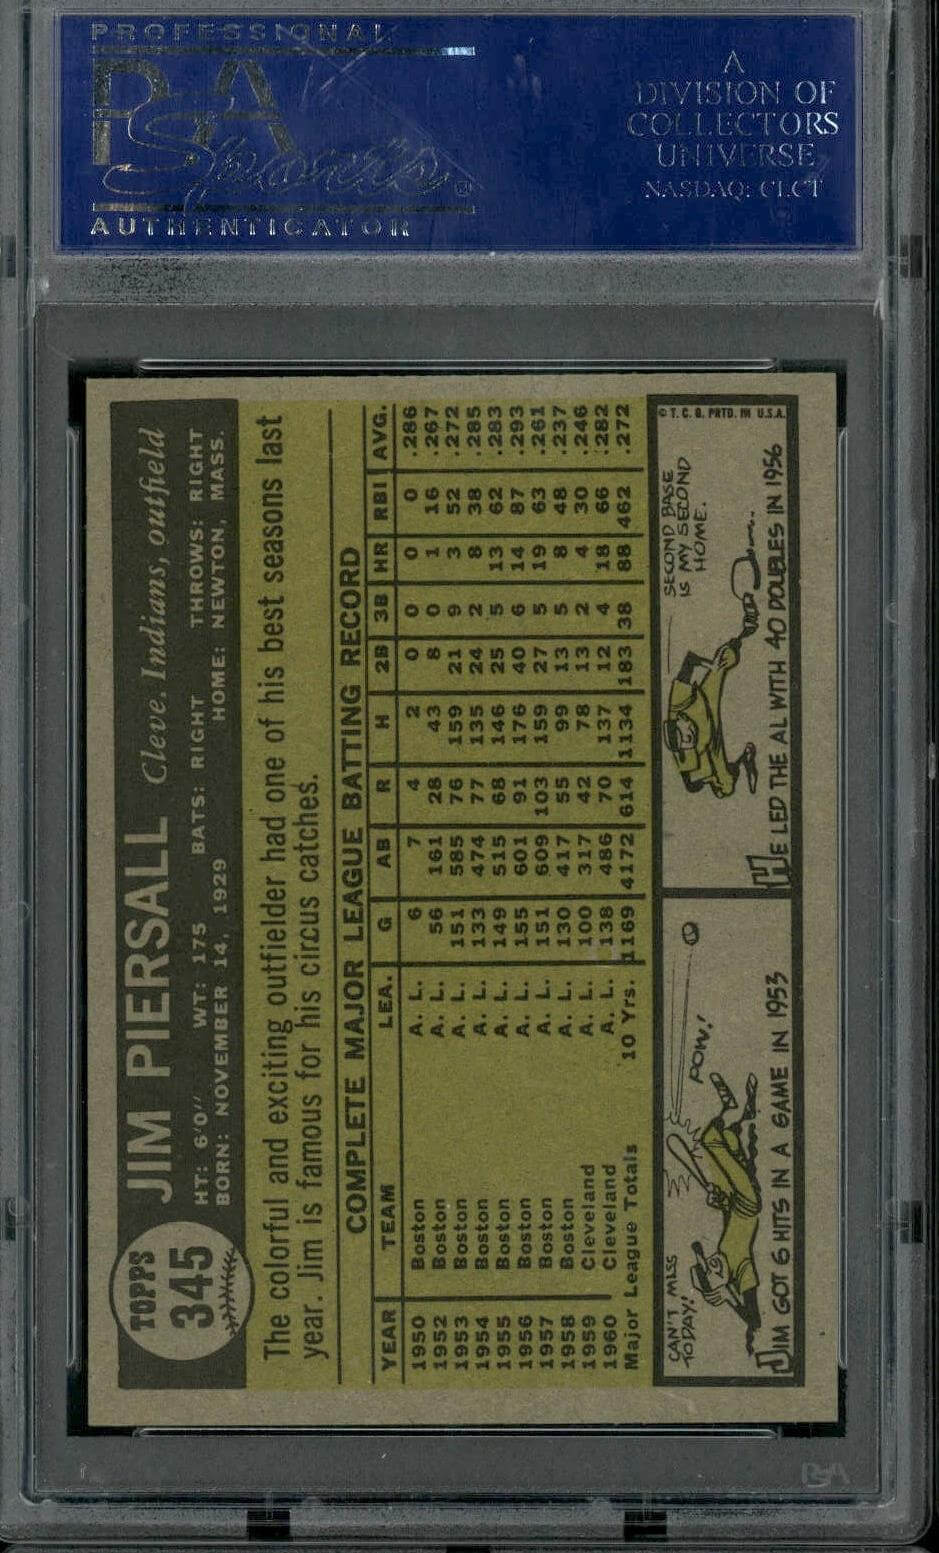 PROFESSIONAL
PSA
Sports
AUTHENTICATOR
A
DIVISION OF
COLLECTORS
UNIVERSE
NASDAQ: CLCT
TOPPS
345
JIM PIERSALL Cleve. Indians, outfield
HT: 6'0" WT: 175 BATS: RIGHT THROWS: RIGHT
BORN: NOVEMBER 14, 1929 HOME: NEWTON, MASS.
The colorful and exciting outfielder had one of his best seasons last
year. Jim is famous for his circus catches.
COMPLETE MAJOR LEAGUE BATTING RECORD
YEAR TEAM LEA. G AB R H 2B 3B HR RBI AVG.
1950 Boston A. L. 6 7 4 2 0 0 0 0 .286
1952 Boston A. L. 56 161 28 43 8 0 1 16 .267
1953 Boston A. L. 151 585 76 159 21 9 3 52 .272
1954 Boston A. L. 133 474 77 135 24 2 8 38 .285
1955 Boston A. L. 149 515 68 146 25 5 13 62 .283
1956 Boston A. L. 155 601 91 176 40 6 14 87 .293
1957 Boston A. L. 151 609 103 159 27 5 19 63 .261
1958 Boston A. L. 130 417 55 99 13 5 8 48 .237
1959 Cleveland A. L. 100 317 42 78 13 2 4 30 .246
1960 Cleveland A. L. 138 486 70 137 12 4 18 66 .282
Major League Totals 10 Yrs. 1169 4172 614 1134 183 38 88 462 .272
CAN'T MISS
TODAY!
POW!
JIM GOT 6 HITS IN A GAME IN 1953
SECOND BASE
IS MY SECOND
HOME.
HE LED THE AL WITH 40 DOUBLES IN 1956
© T. C. G. PRTD. IN U.S.A.
PSA